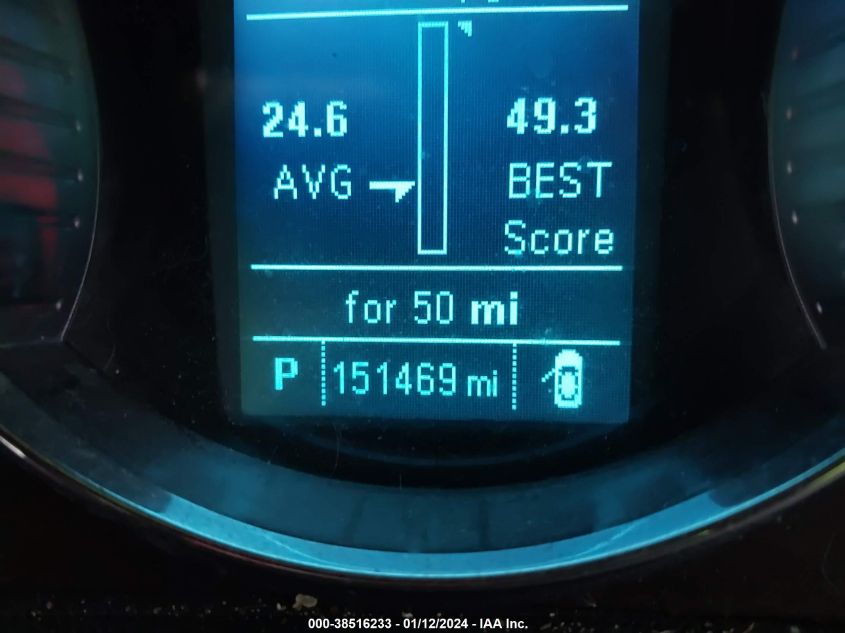 24.6 49.3
AVG BEST
Score
for 50 mi
P 151469 mi
000-38516233 - 01/12/2024 - IAA Inc.